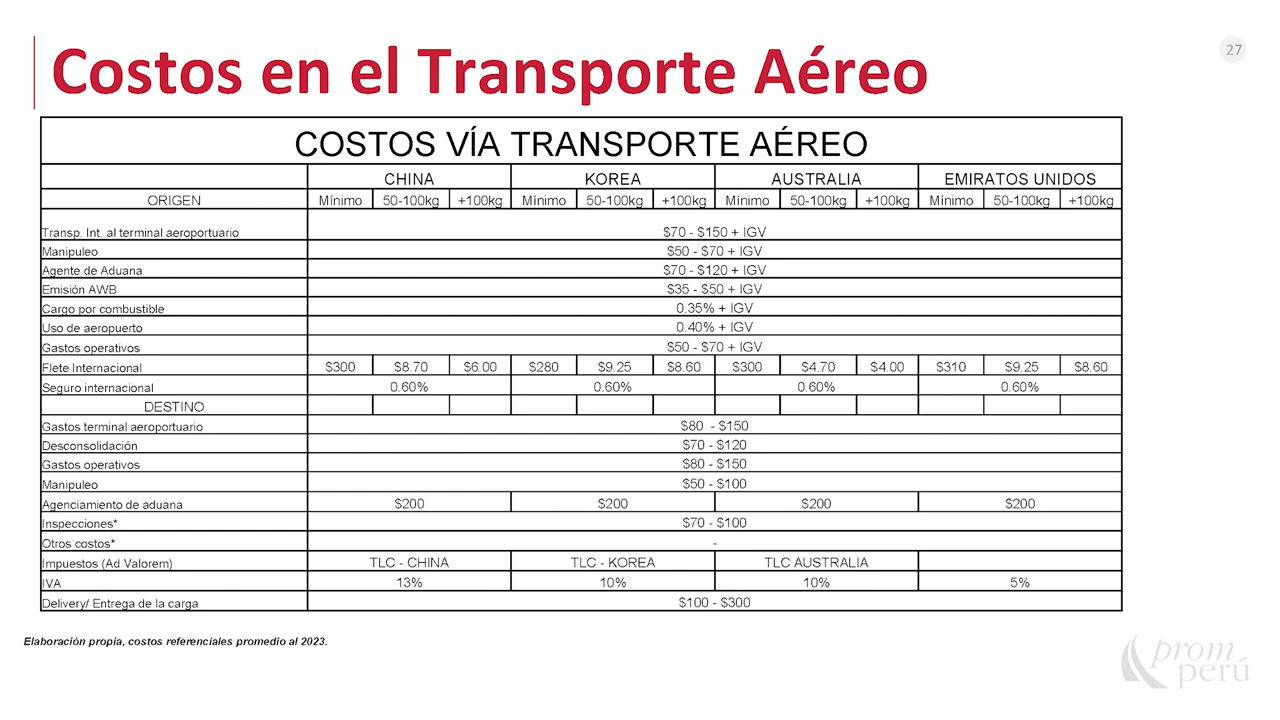 27
Costos en el Transporte Aéreo
COSTOS VÍA TRANSPORTE AÉREO
CHINA KOREA AUSTRALIA EMIRATOS UNIDOS
ORIGEN Mínimo 50-100kg +100kg Mínimo 50-100kg +100kg Mínimo 50-100kg +100kg Mínimo 50-100kg +100kg
Transp. Int. al terminal aeroportuario $70 - $150 + IGV
Manipuleo $50 - $70 + IGV
Agente de Aduana $70 - $120 + IGV
Emisión AWB $35 - $50 + IGV
Cargo por combustible 0.35% + IGV
Uso de aeropuerto 0.40% + IGV
Gastos operativos $50 - $70 + IGV
Flete Internacional $300 $8.70 $6.00 $280 $9.25 $8.60 $300 $4.70 $4.00 $310 $9.25 $8.60
Seguro internacional 0.60% 0.60% 0.60% 0.60%
DESTINO
Gastos terminal aeroportuario $80 - $150
Desconsolidación $70 - $120
Gastos operativos $80 - $150
Manipuleo $50 - $100
Agenciamiento de aduana $200 $200 $200 $200
Inspecciones* $70 - $100
Otros costos* -
Impuestos (Ad Valorem) TLC - CHINA TLC - KOREA TLC AUSTRALIA
IVA 13% 10% 10% 5%
Delivery/ Entrega de la carga $100 - $300
Elaboración propia, costos referenciales promedio al 2023.
prom
perú